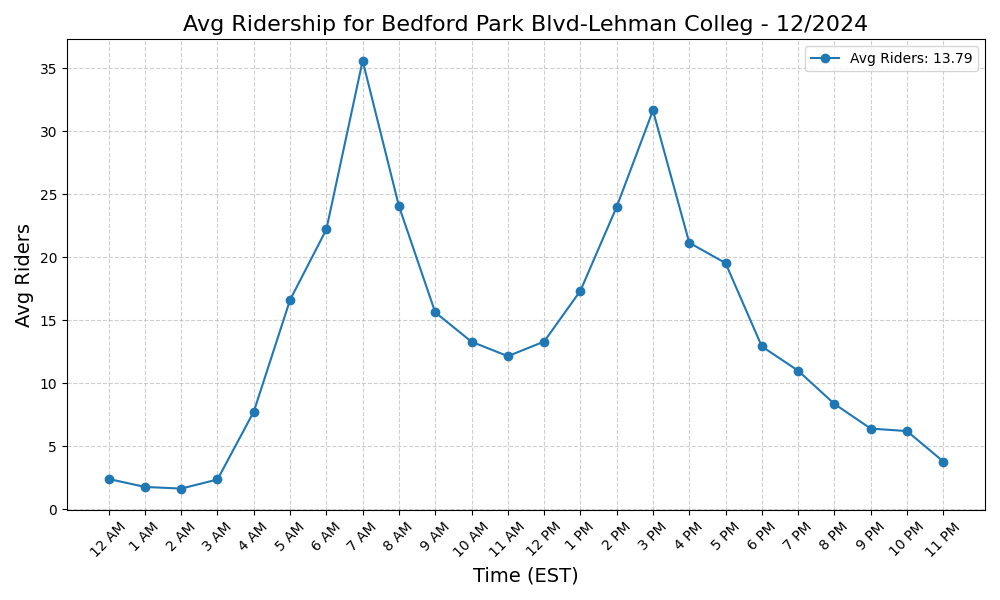 Avg Ridership for Bedford Park Blvd-Lehman Colleg - 12/2024
Avg Riders: 13.79
Avg Riders
35
30
25
20
15
10
5
0
12 AM
1 AM
2 AM
3 AM
4 AM
5 AM
6 AM
7 AM
8 AM
9 AM
10 AM
11 AM
12 PM
1 PM
2 PM
3 PM
4 PM
5 PM
6 PM
7 PM
8 PM
9 PM
10 PM
11 PM
Time (EST)